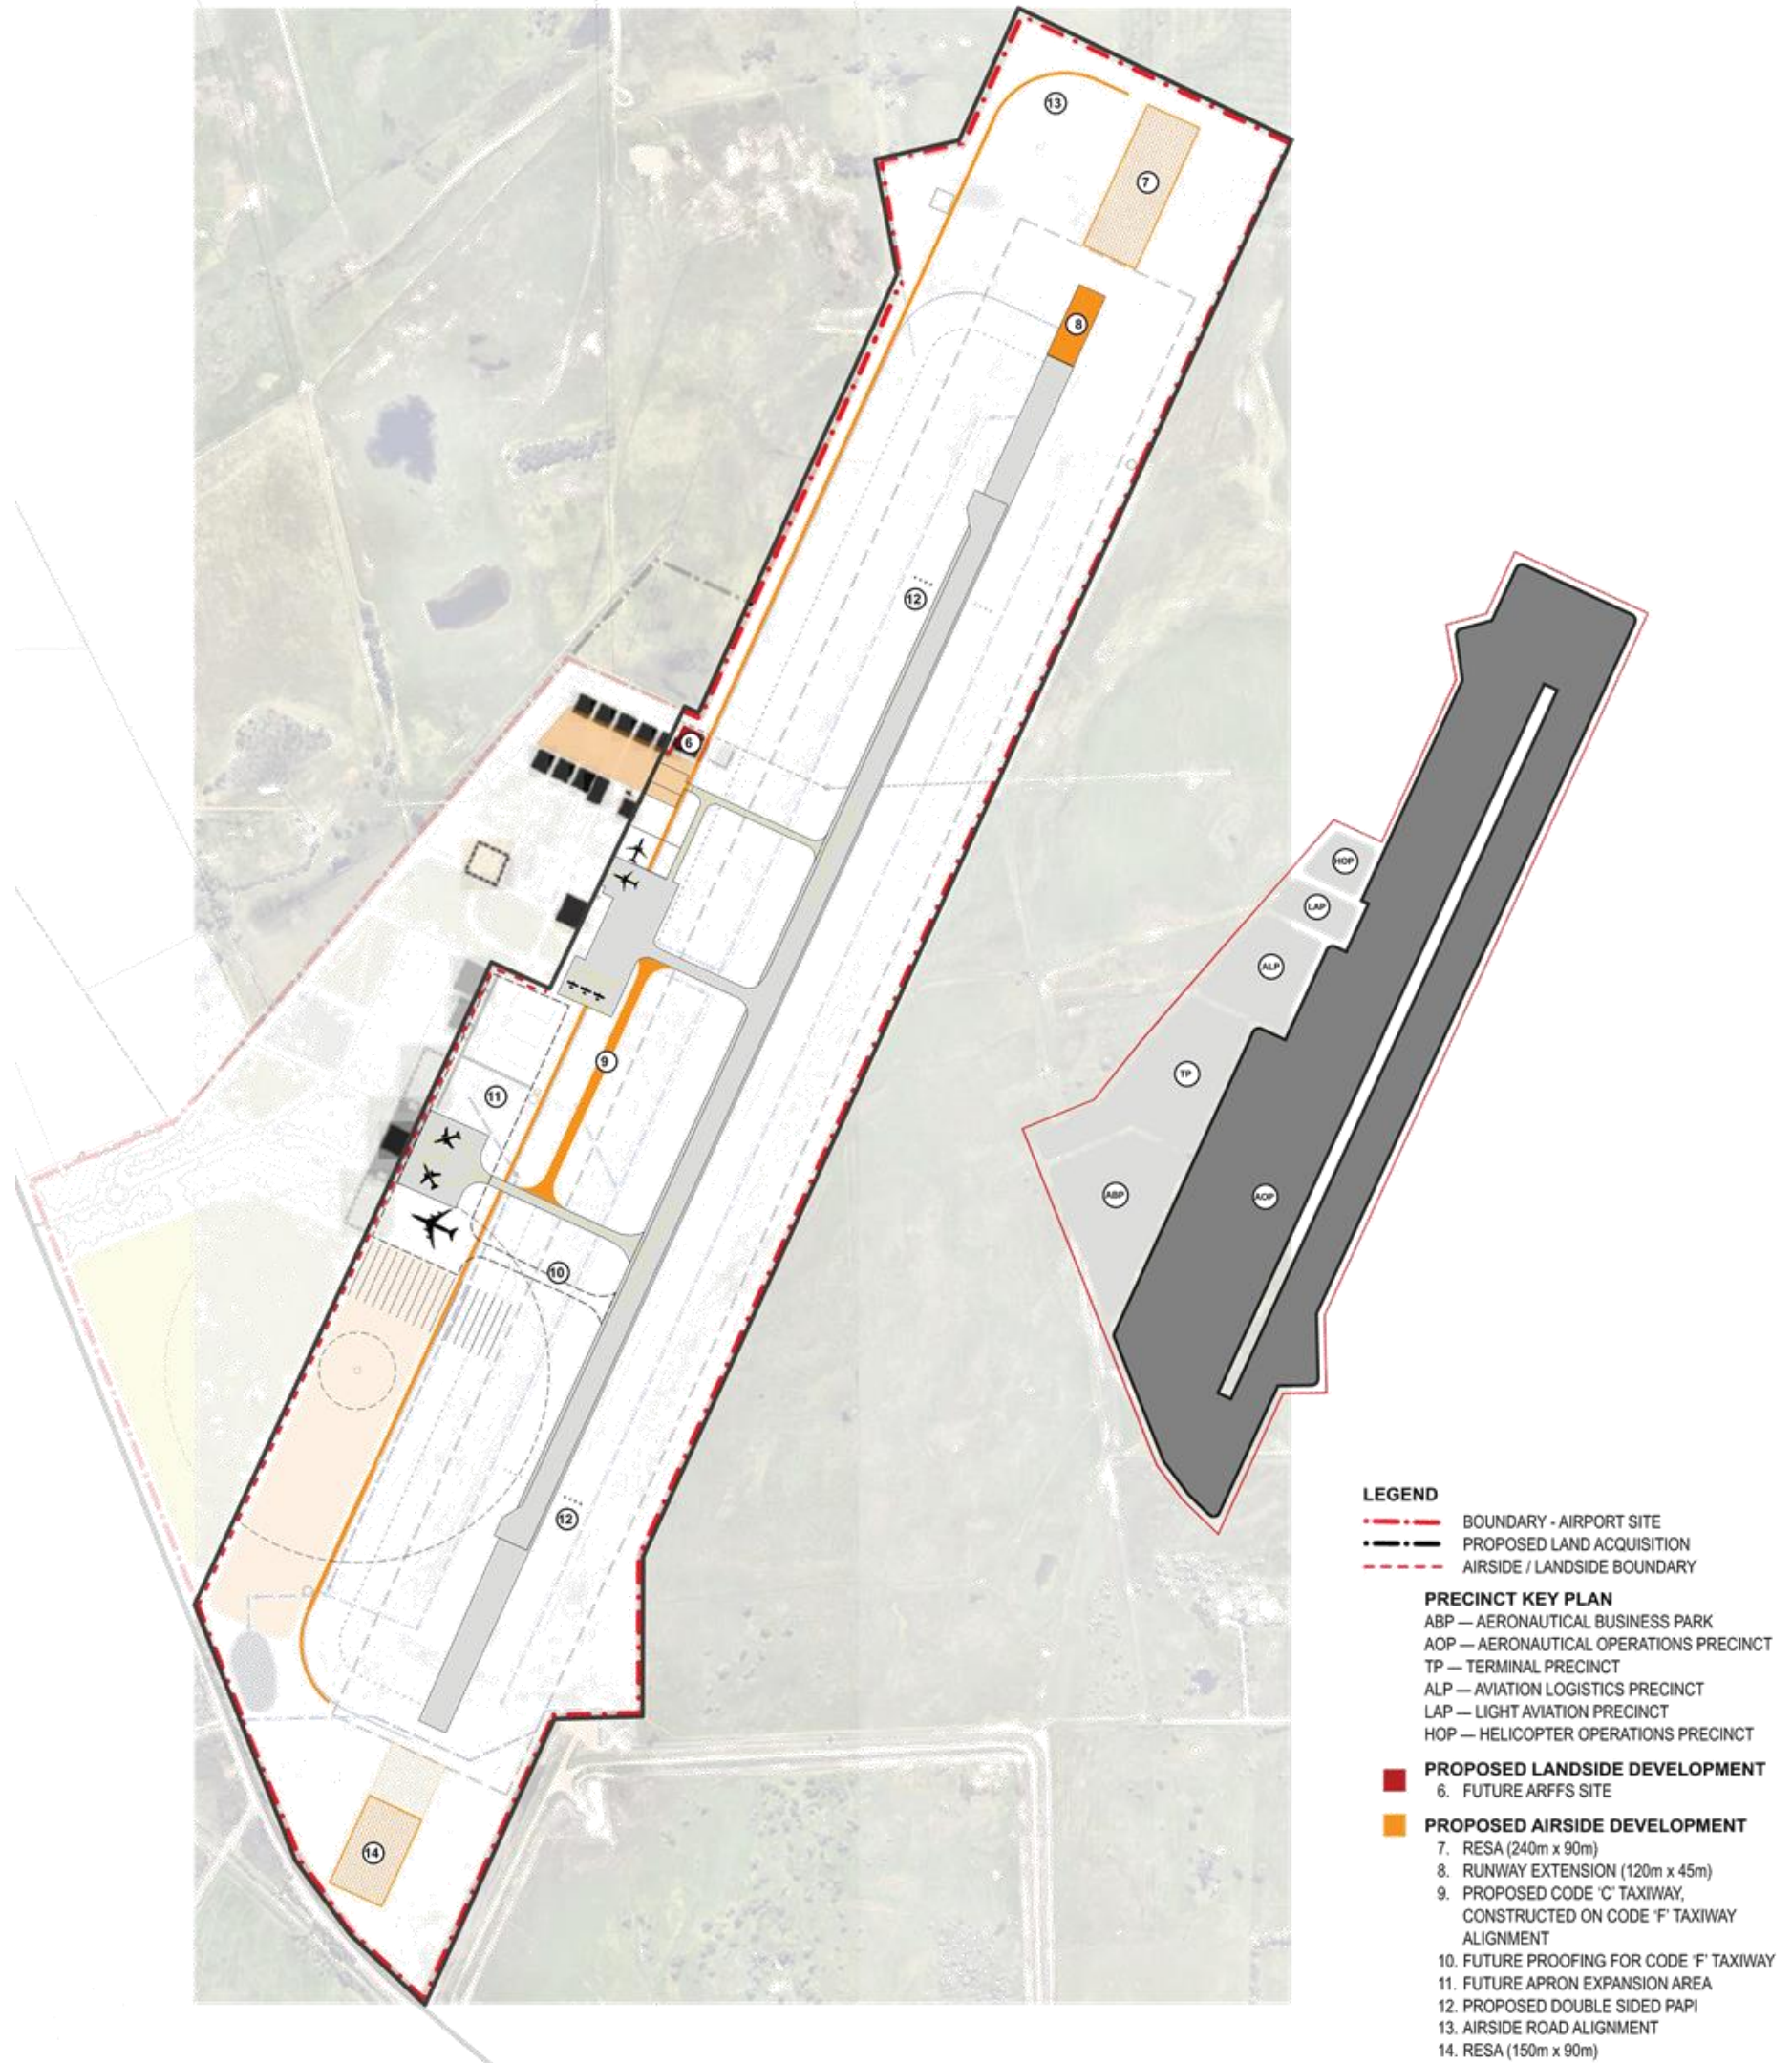 13
7
8
12
6
HOP
LAP
ALP
9
TP
11
ABP
AOP
10
12
14
LEGEND
BOUNDARY - AIRPORT SITE
PROPOSED LAND ACQUISITION
AIRSIDE / LANDSIDE BOUNDARY
PRECINCT KEY PLAN
ABP — AERONAUTICAL BUSINESS PARK
AOP — AERONAUTICAL OPERATIONS PRECINCT
TP — TERMINAL PRECINCT
ALP — AVIATION LOGISTICS PRECINCT
LAP — LIGHT AVIATION PRECINCT
HOP — HELICOPTER OPERATIONS PRECINCT
PROPOSED LANDSIDE DEVELOPMENT
6. FUTURE ARFFS SITE
PROPOSED AIRSIDE DEVELOPMENT
7. RESA (240m x 90m)
8. RUNWAY EXTENSION (120m x 45m)
9. PROPOSED CODE 'C' TAXIWAY,
CONSTRUCTED ON CODE 'F' TAXIWAY
ALIGNMENT
10. FUTURE PROOFING FOR CODE 'F' TAXIWAY
11. FUTURE APRON EXPANSION AREA
12. PROPOSED DOUBLE SIDED PAPI
13. AIRSIDE ROAD ALIGNMENT
14. RESA (150m x 90m)